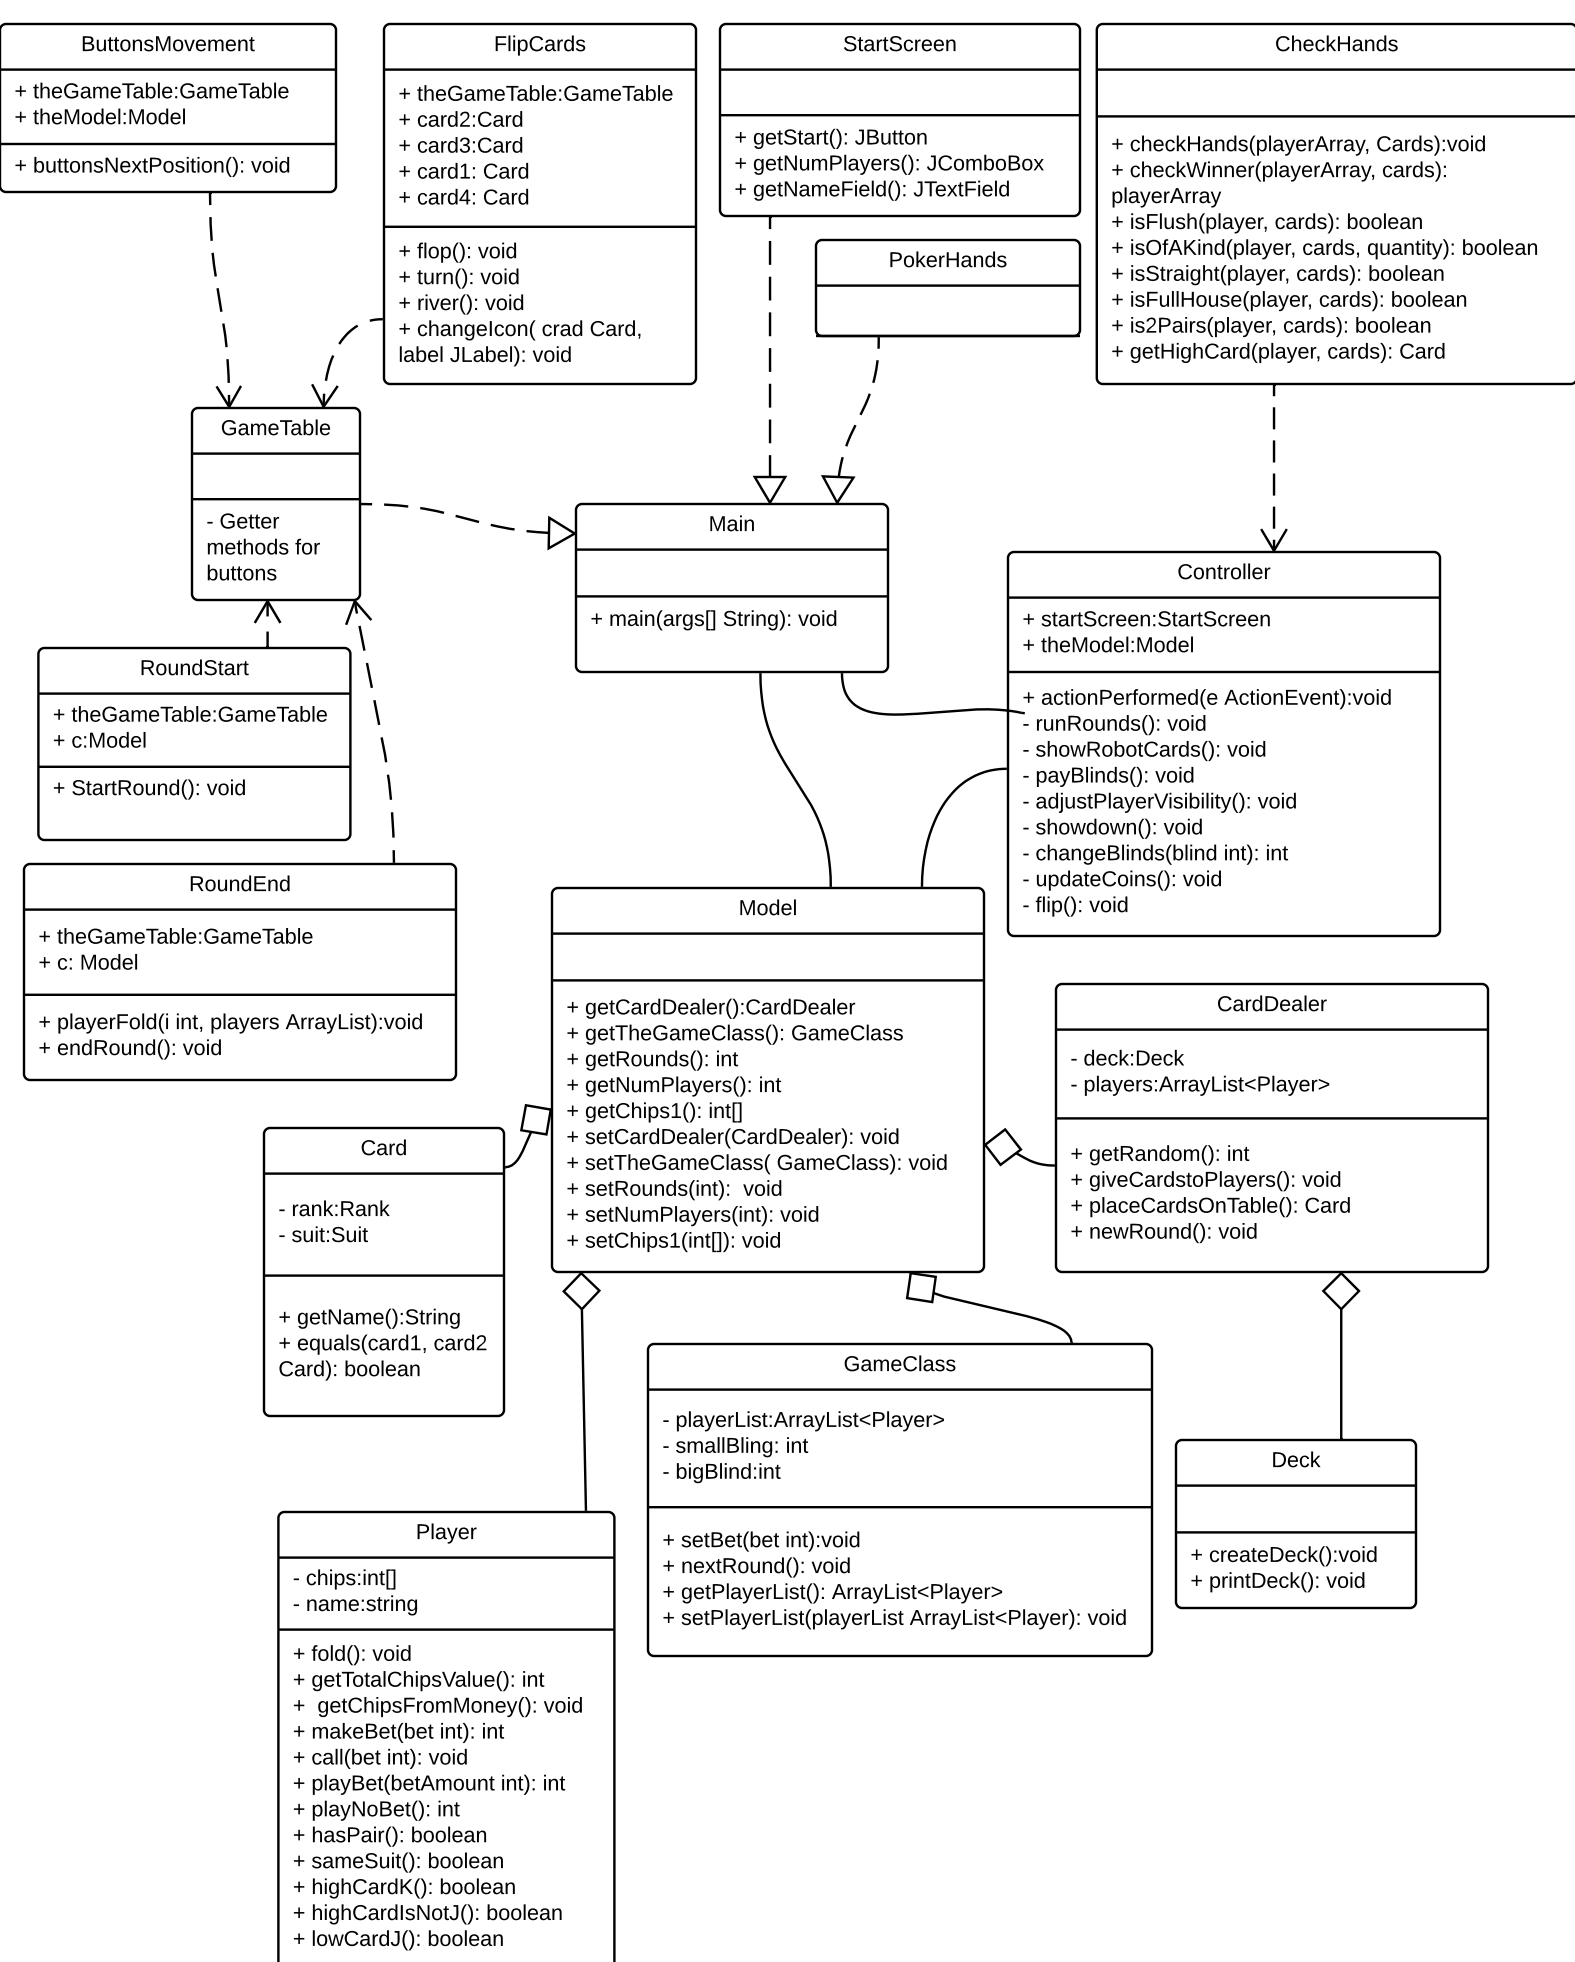 ButtonsMovement
+ theGameTable:GameTable
+ theModel:Model
+ buttonsNextPosition(): void
FlipCards
+ theGameTable:GameTable
+ card2:Card
+ card3:Card
+ card1: Card
+ card4: Card
+ flop(): void
+ turn(): void
+ river(): void
+ changeIcon( crad Card,
label JLabel): void
StartScreen
+ getStart(): JButton
+ getNumPlayers(): JComboBox
+ getNameField(): JTextField
PokerHands
CheckHands
+ checkHands(playerArray, Cards):void
+ checkWinner(playerArray, cards):
playerArray
+ isFlush(player, cards): boolean
+ isOfAKind(player, cards, quantity): boolean
+ isStraight(player, cards): boolean
+ isFullHouse(player, cards): boolean
+ is2Pairs(player, cards): boolean
+ getHighCard(player, cards): Card
GameTable
- Getter
methods for
buttons
Main
+ main(args[] String): void
Controller
+ startScreen:StartScreen
+ theModel:Model
+ actionPerformed(e ActionEvent):void
- runRounds(): void
- showRobotCards(): void
- payBlinds(): void
- adjustPlayerVisibility(): void
- showdown(): void
- changeBlinds(blind int): int
- updateCoins(): void
- flip(): void
RoundStart
+ theGameTable:GameTable
+ c:Model
+ StartRound(): void
RoundEnd
+ theGameTable:GameTable
+ c: Model
+ playerFold(i int, players ArrayList):void
+ endRound(): void
Model
+ getCardDealer():CardDealer
+ getTheGameClass(): GameClass
+ getRounds(): int
+ getNumPlayers(): int
+ getChips1(): int[]
+ setCardDealer(CardDealer): void
+ setTheGameClass( GameClass): void
+ setRounds(int):  void
+ setNumPlayers(int): void
+ setChips1(int[]): void
CardDealer
- deck:Deck
- players:ArrayList<Player>
+ getRandom(): int
+ giveCardstoPlayers(): void
+ placeCardsOnTable(): Card
+ newRound(): void
Card
- rank:Rank
- suit:Suit
+ getName():String
+ equals(card1, card2
Card): boolean
GameClass
- playerList:ArrayList<Player>
- smallBling: int
- bigBlind:int
+ setBet(bet int):void
+ nextRound(): void
+ getPlayerList(): ArrayList<Player>
+ setPlayerList(playerList ArrayList<Player): void
Deck
+ createDeck():void
+ printDeck(): void
Player
- chips:int[]
- name:string
+ fold(): void
+ getTotalChipsValue(): int
+  getChipsFromMoney(): void
+ makeBet(bet int): int
+ call(bet int): void
+ playBet(betAmount int): int
+ playNoBet(): int
+ hasPair(): boolean
+ sameSuit(): boolean
+ highCardK(): boolean
+ highCardIsNotJ(): boolean
+ lowCardJ(): boolean